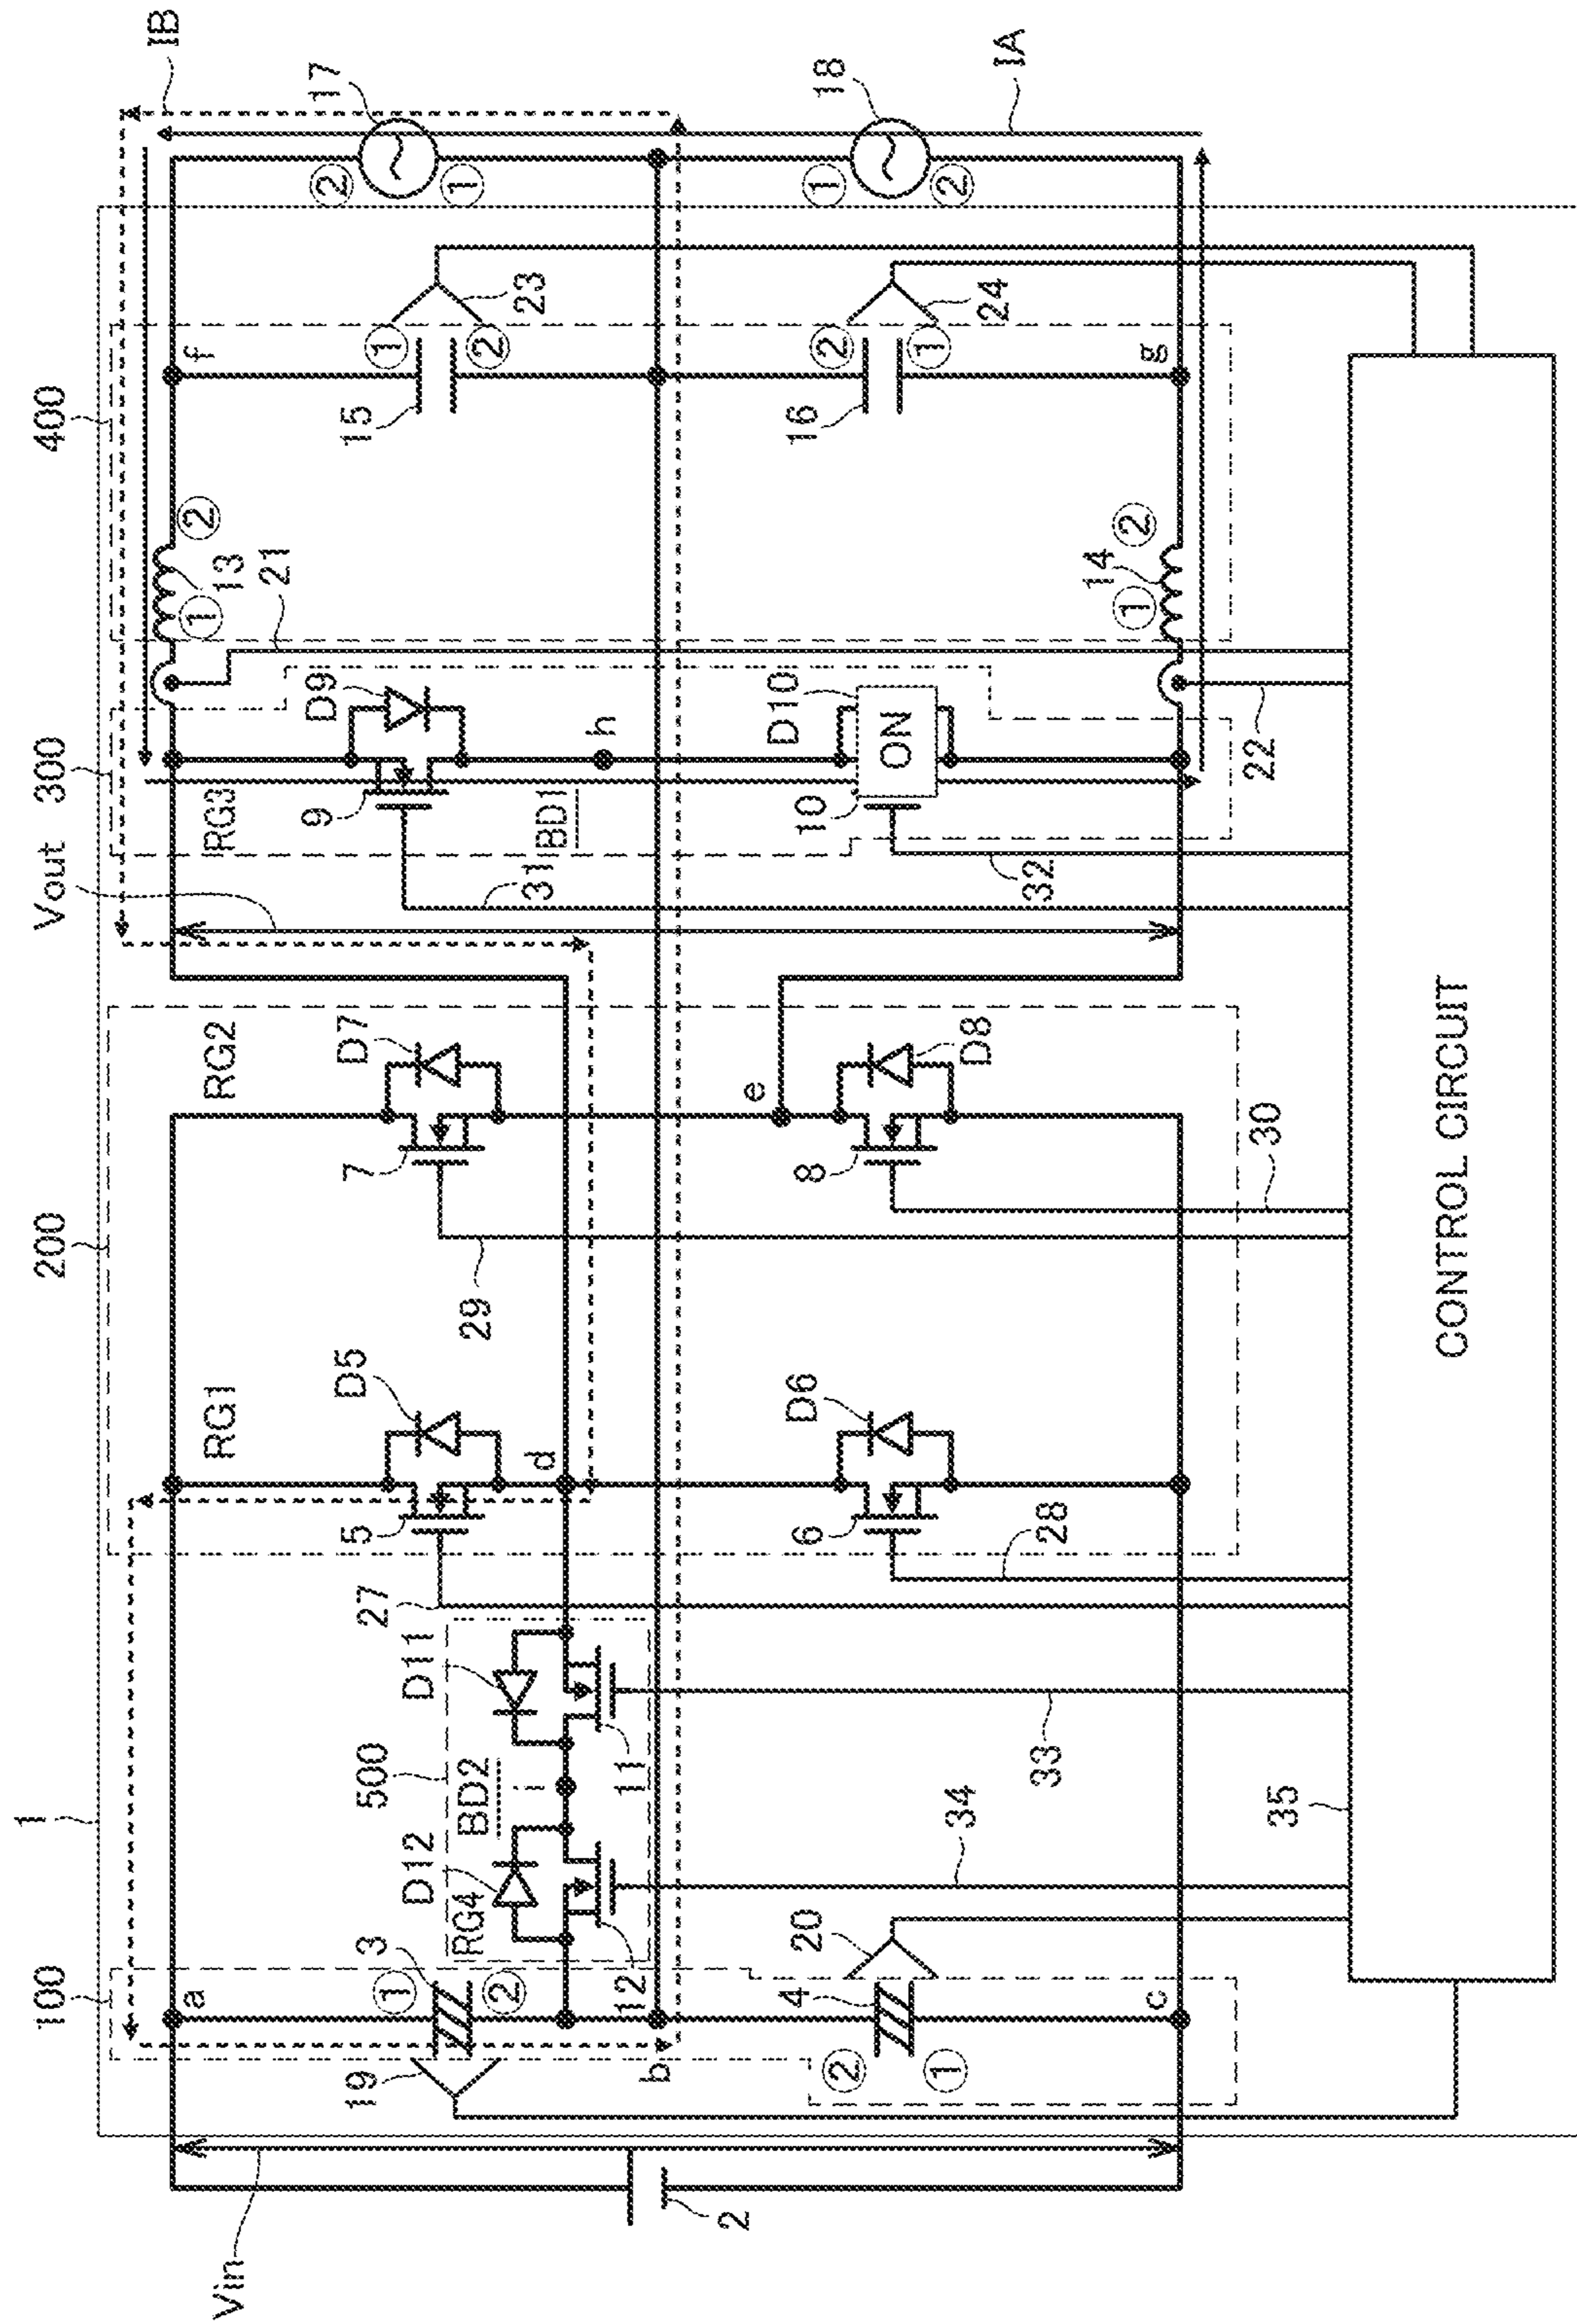 1
100
200
Vout
300
400
IB
Vin
a
RG1
RG2
RG3
f
19
①
3
②
D12
500
D11
27
5
D5
7
D7
9
D9
①
13
②
21
15
①
②
23
②
17
①
RG4
BD2
12
11
d
29
BD1
h
b
2
e
20
4
②
①
6
D6
8
D8
10
ON
D10
16
②
①
24
①
18
②
IA
c
34
33
28
30
31
32
22
①
14
②
g
35
CONTROL CIRCUIT